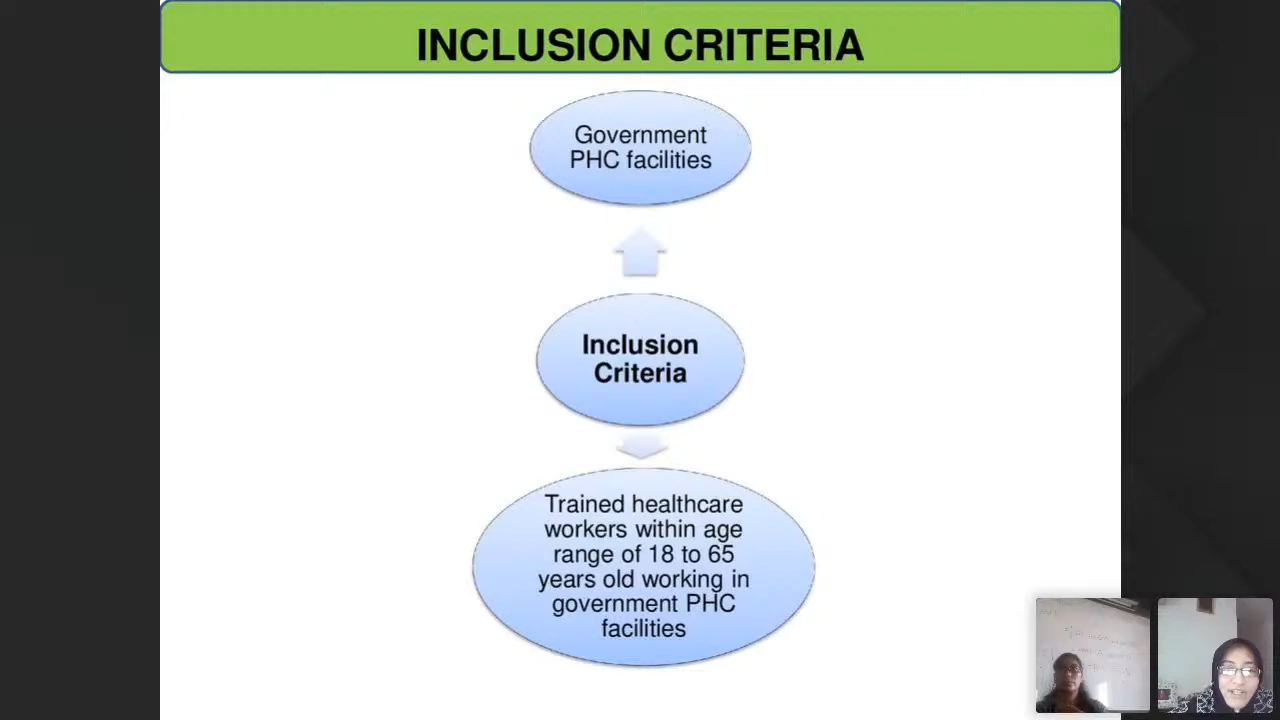 INCLUSION CRITERIA
Government
PHC facilities
Inclusion
Criteria
Trained healthcare
workers within age
range of 18 to 65
years old working in
government PHC
facilities